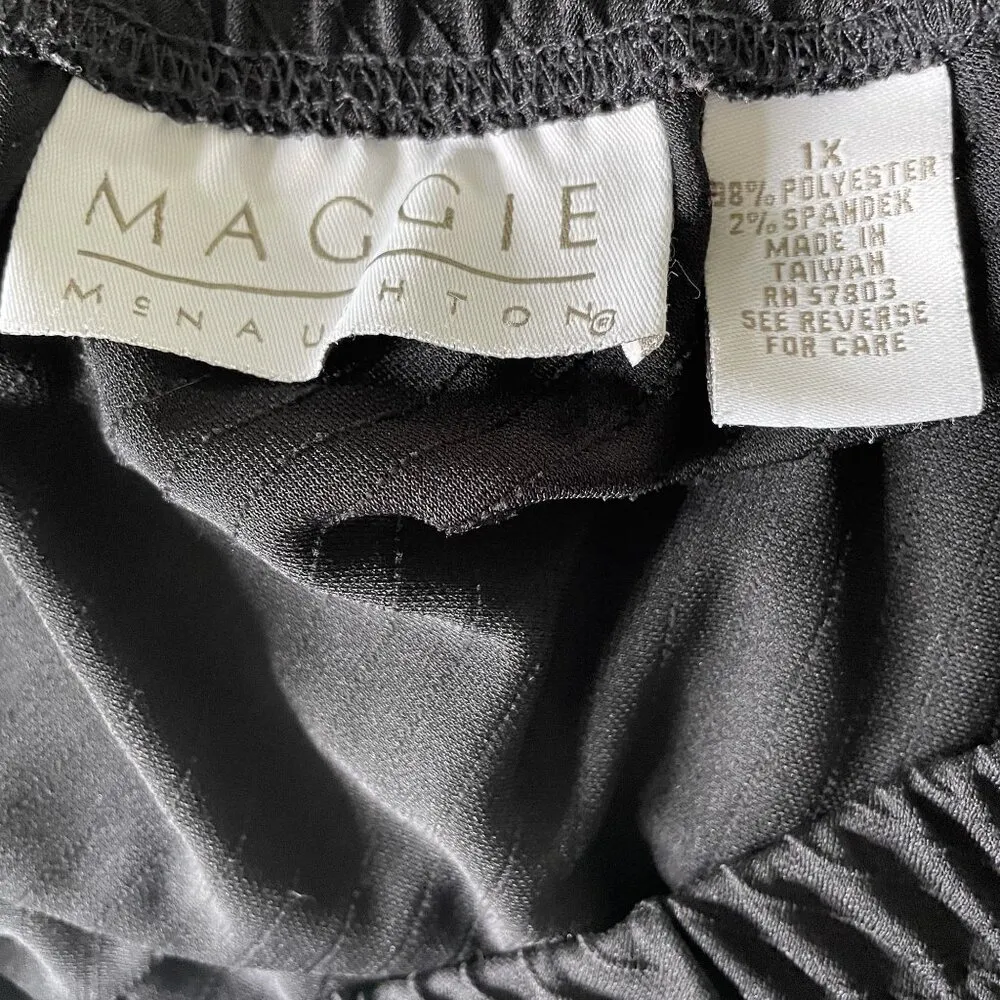 MAGGIE
McNAUGHTON®
1X
98% POLYESTER
2% SPANDEX
MADE IN
TAIWAN
RN 57803
SEE REVERSE
FOR CARE